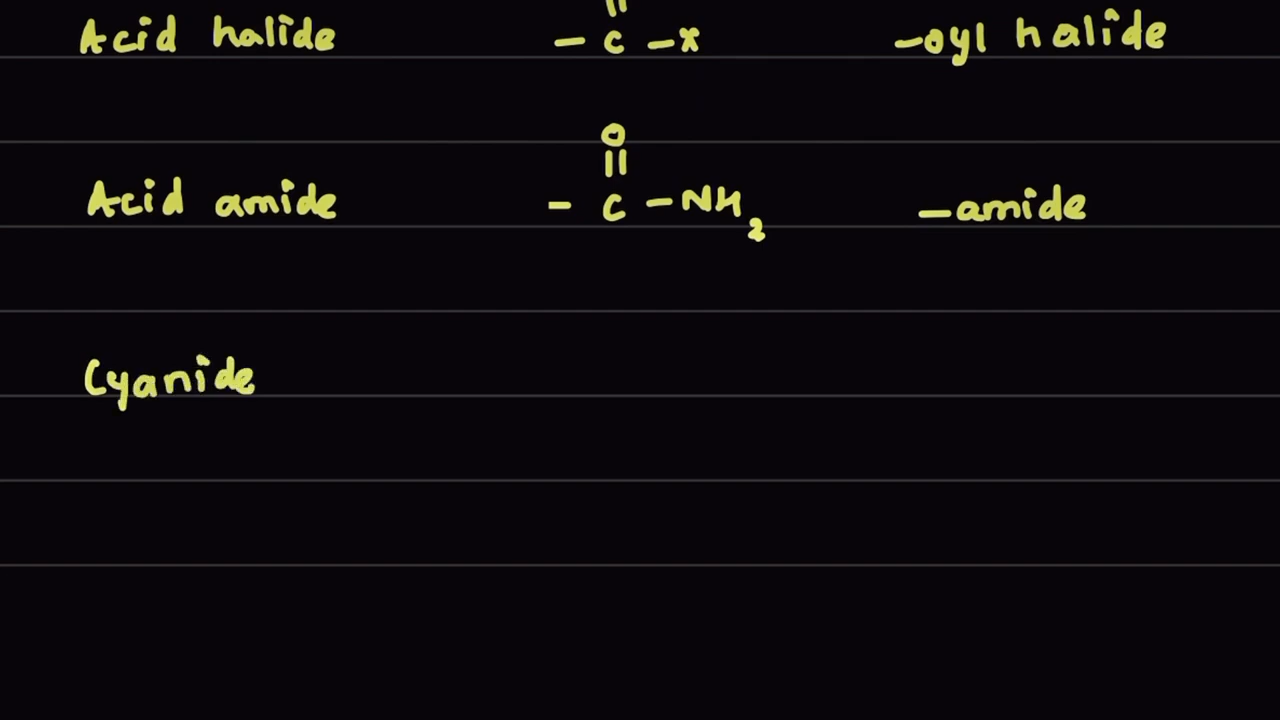 Acid halide – C – X –oyl halide
O
||
Acid amide – C – NH₂ –amide
Cyanide